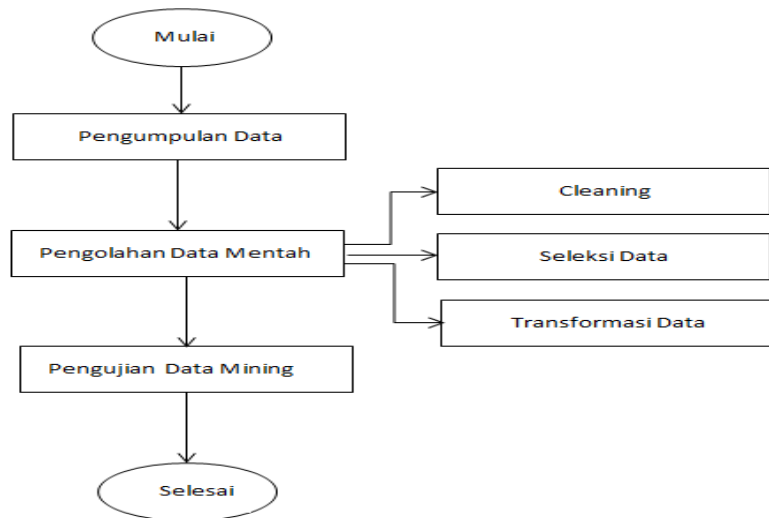 Mulai
Pengumpulan Data
Cleaning
Pengolahan Data Mentah
Seleksi Data
Transformasi Data
Pengujian Data Mining
Selesai